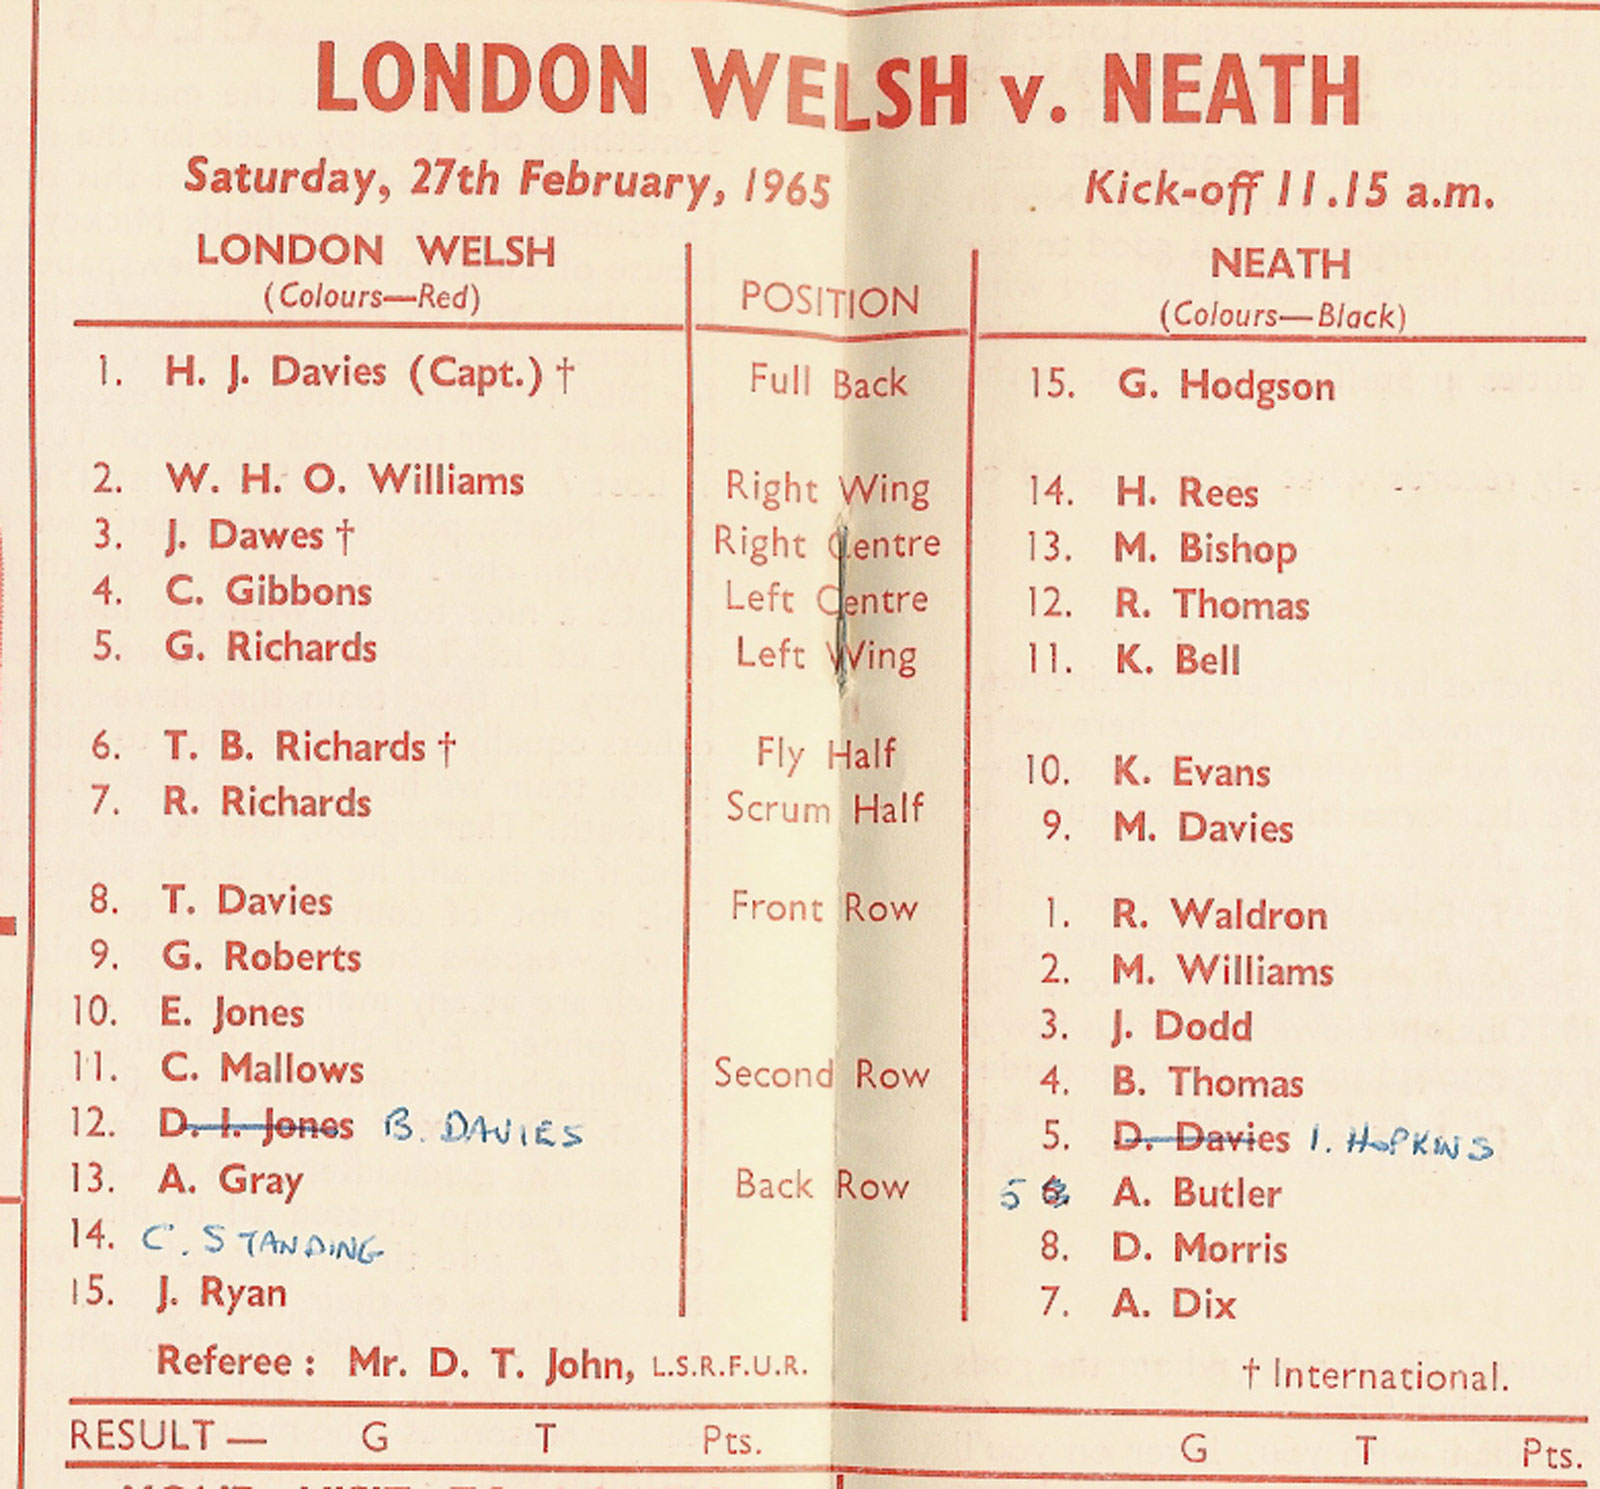 LONDON WELSH v. NEATH
Saturday, 27th February, 1965 Kick-off 11.15 a.m.
LONDON WELSH POSITION NEATH
(Colours—Red) (Colours—Black)
1. H. J. Davies (Capt.) † Full Back 15. G. Hodgson
2. W. H. O. Williams Right Wing 14. H. Rees
3. J. Dawes † Right Centre 13. M. Bishop
4. C. Gibbons Left Centre 12. R. Thomas
5. G. Richards Left Wing 11. K. Bell
6. T. B. Richards † Fly Half 10. K. Evans
7. R. Richards Scrum Half 9. M. Davies
8. T. Davies Front Row 1. R. Waldron
9. G. Roberts 2. M. Williams
10. E. Jones 3. J. Dodd
11. C. Mallows Second Row 4. B. Thomas
12. D. I. Jones B. DAVIES 5. D. Davies I. HOPKINS
13. A. Gray Back Row 5 A. Butler
14. C. STANDING 8. D. Morris
15. J. Ryan 7. A. Dix
Referee : Mr. D. T. John, L.S.R.F.U.R. † International.
RESULT — G T Pts. G T Pts.